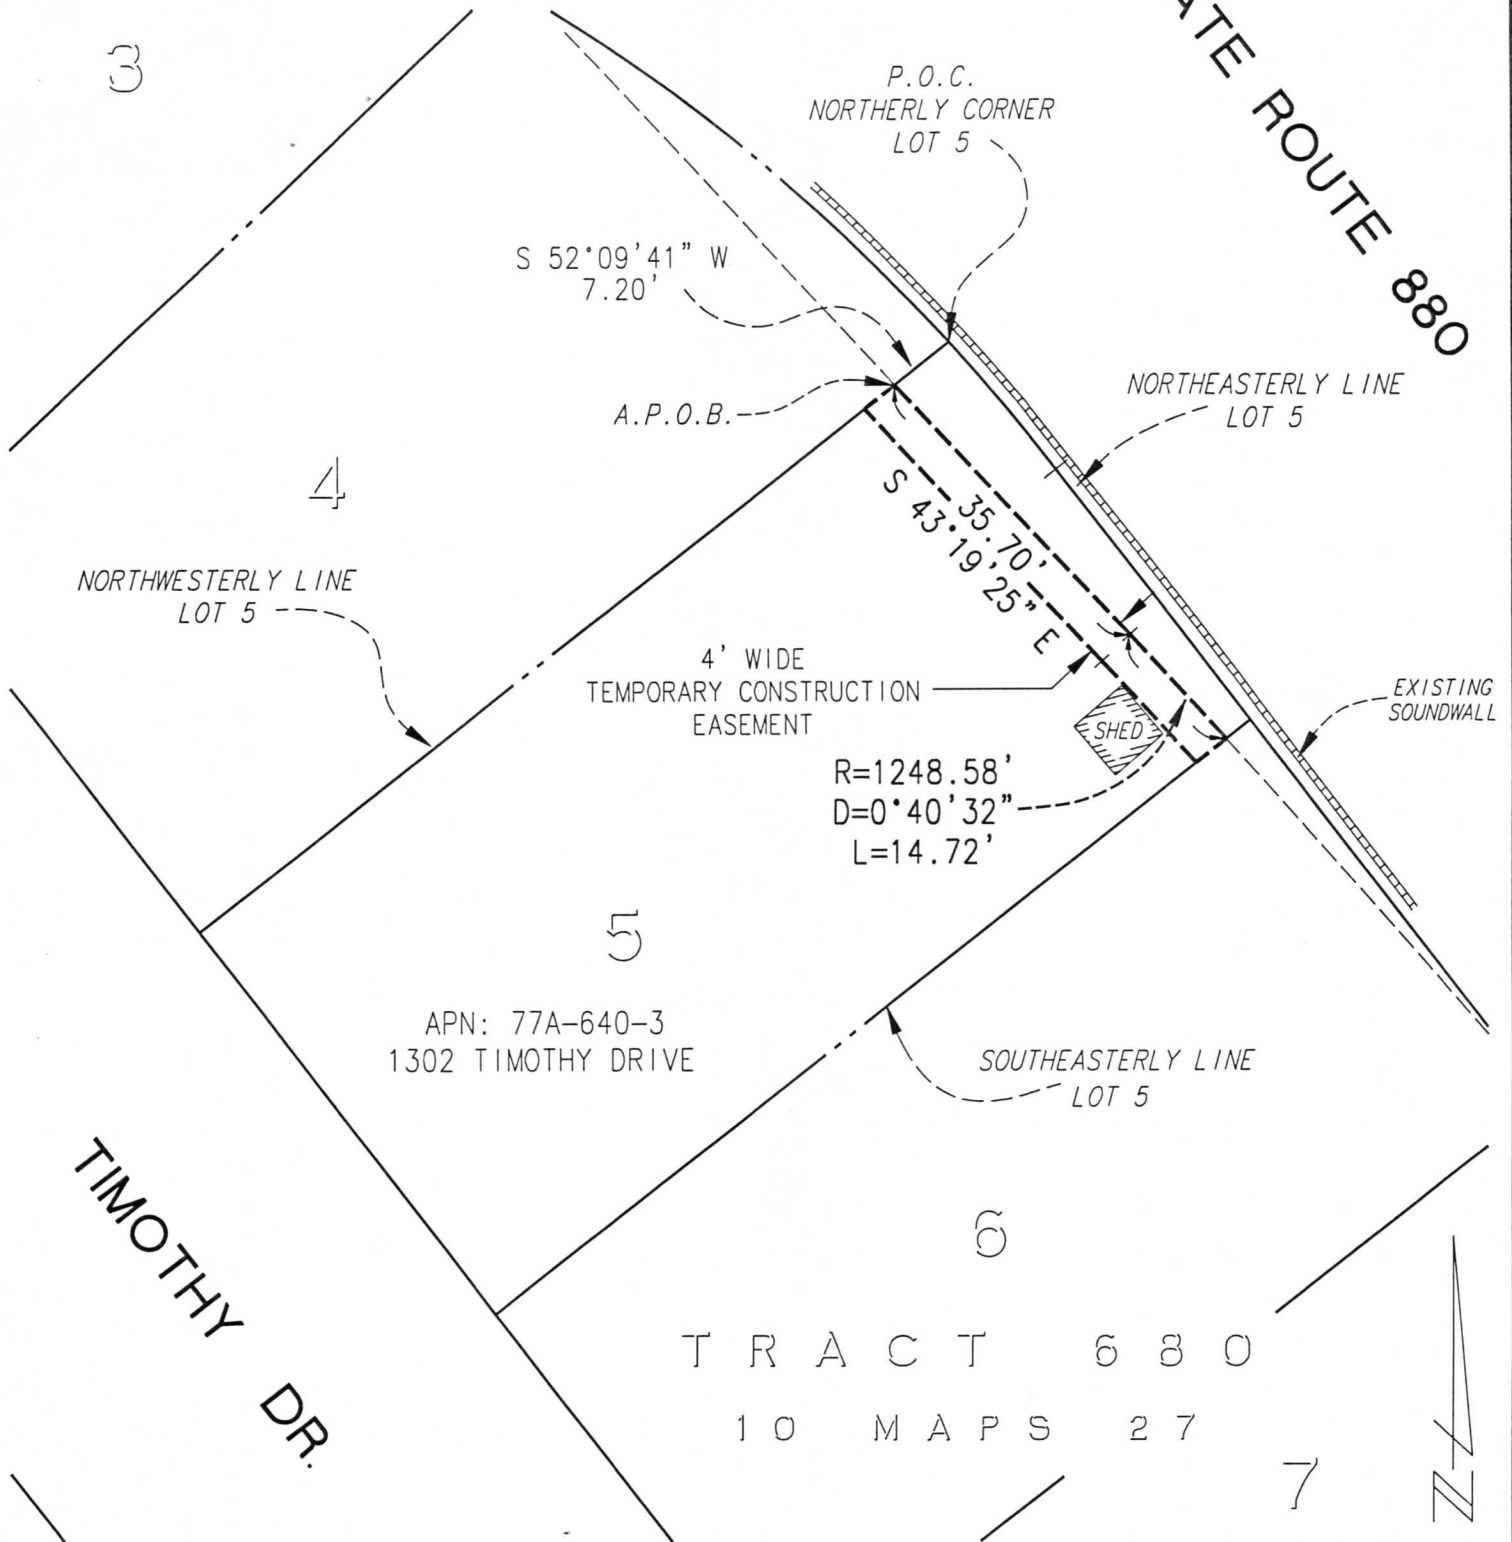 3
P.O.C.
NORTHERLY CORNER
LOT 5
ATE ROUTE 880
S 52°09'41" W
7.20'
A.P.O.B.
NORTHEASTERLY LINE
LOT 5
4
35.70'
S 43°19'25" E
NORTHWESTERLY LINE
LOT 5
4' WIDE
TEMPORARY CONSTRUCTION
EASEMENT
SHED
EXISTING
SOUNDWALL
R=1248.58'
D=0°40'32"
L=14.72'
5
APN: 77A-640-3
1302 TIMOTHY DRIVE
SOUTHEASTERLY LINE
LOT 5
TIMOTHY DR.
6
TRACT 680
10 MAPS 27
7
N